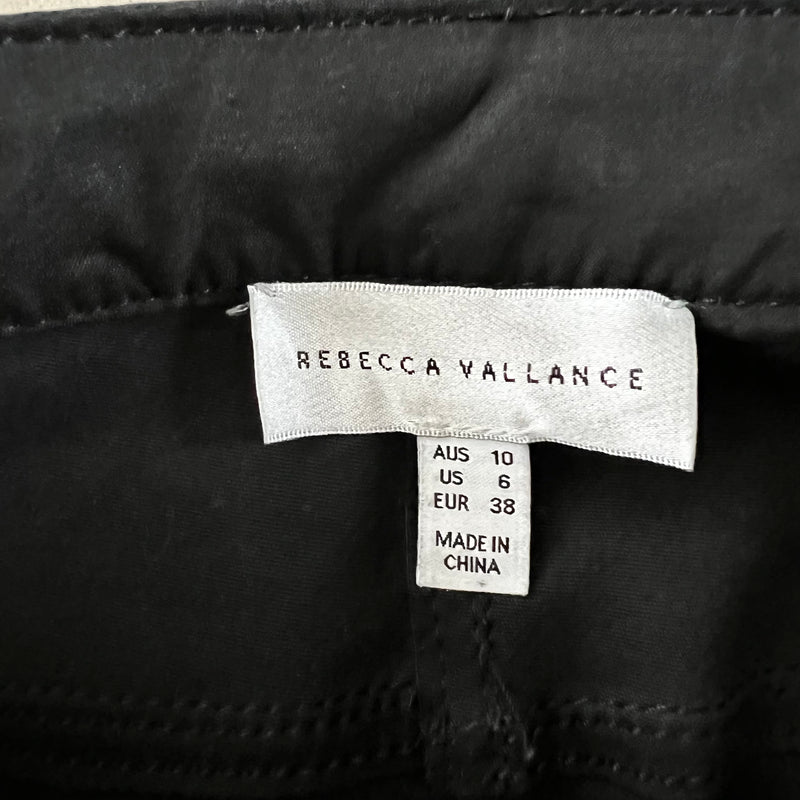 REBECCA VALLANCE
AUS 10
US 6
EUR 38
MADE IN
CHINA